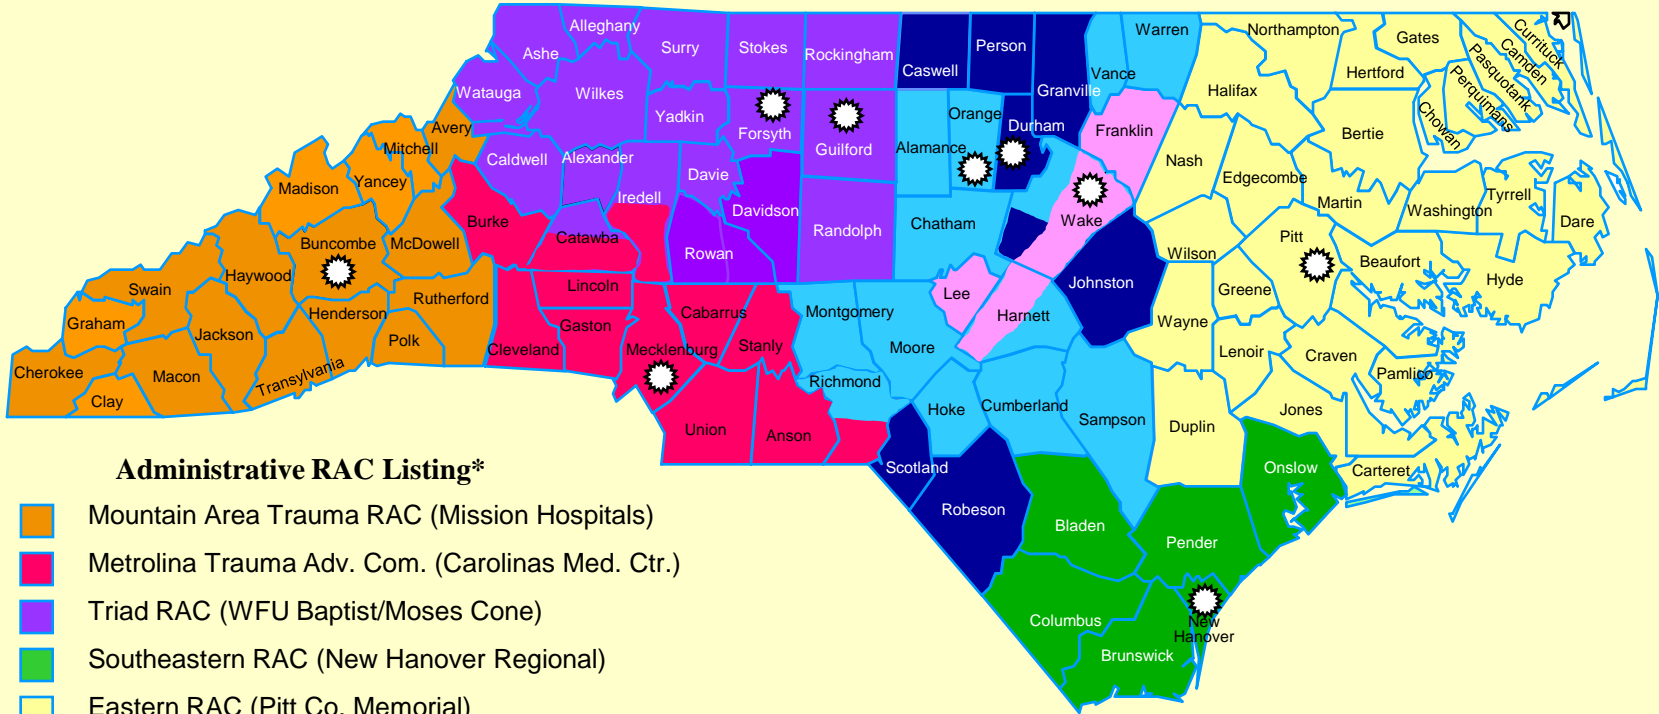 Alleghany
Northampton
Currituck
Warren
Gates
Camden
Ashe
Surry
Stokes
Rockingham
Person
Caswell
Vance
Hertford
Pasquotank
Perquimans
Watauga
Wilkes
Granville
Halifax
Yadkin
Forsyth
Orange
Durham
Franklin
Bertie
Chowan
Avery
Mitchell
Caldwell
Alexander
Guilford
Alamance
Nash
Madison
Yancey
Davie
Iredell
Edgecombe
Martin
Washington
Tyrrell
Dare
Burke
Davidson
Randolph
Chatham
Wake
Buncombe
McDowell
Catawba
Rowan
Wilson
Pitt
Haywood
Beaufort
Swain
Lincoln
Lee
Johnston
Greene
Hyde
Rutherford
Graham
Henderson
Jackson
Polk
Gaston
Cabarrus
Montgomery
Harnett
Wayne
Cleveland
Mecklenburg
Stanly
Moore
Lenoir
Craven
Cherokee
Macon
Transylvania
Richmond
Pamlico
Clay
Hoke
Cumberland
Sampson
Jones
Union
Anson
Duplin
Administrative RAC Listing*
Scotland
Onslow
Carteret
Mountain Area Trauma RAC (Mission Hospitals)
Robeson
Bladen
Pender
Metrolina Trauma Adv. Com. (Carolinas Med. Ctr.)
Triad RAC (WFU Baptist/Moses Cone)
Columbus
New
Hanover
Southeastern RAC (New Hanover Regional)
Brunswick
Eastern RAC (Pitt Co. Memorial)